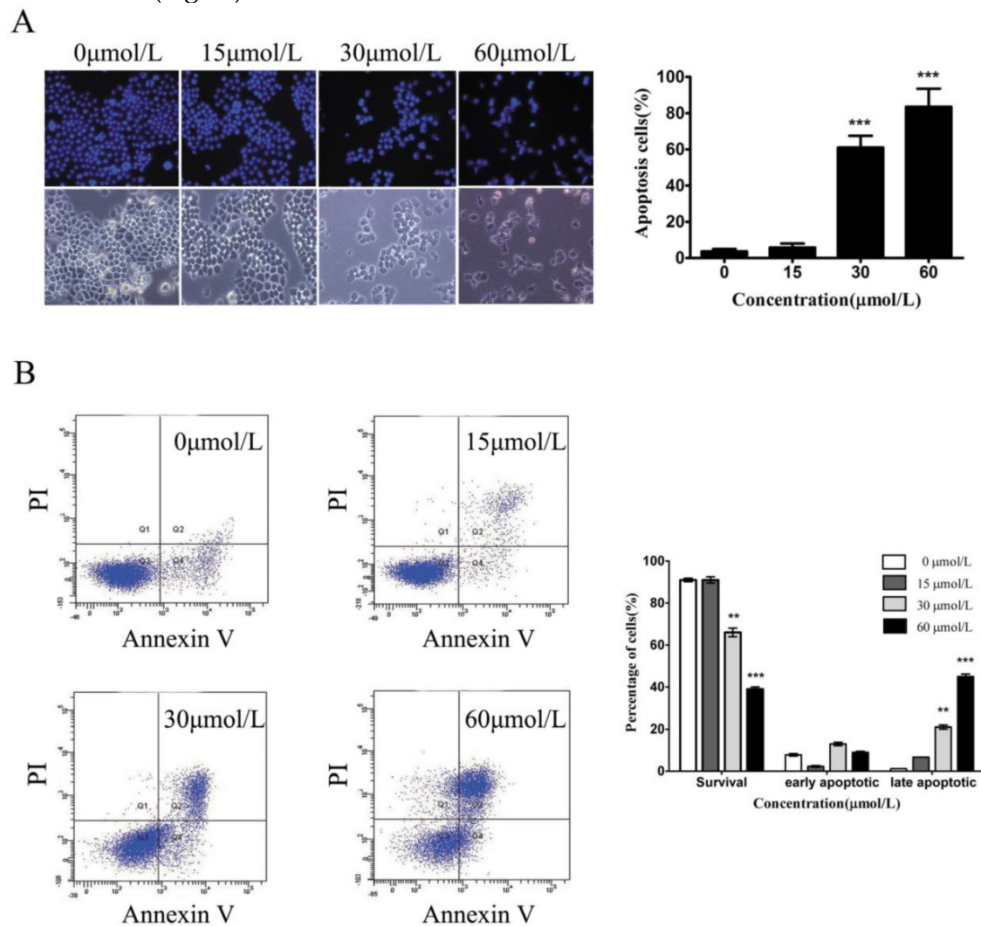 A
0μmol/L 15μmol/L 30μmol/L 60μmol/L
Apoptosis cells(%)
100
80
60
40
20
0
***
***
0 15 30 60
Concentration(μmol/L)
B
0μmol/L
PI
Q1 Q2
Q4
Annexin V
15μmol/L
PI
Q1 Q2
Q4
Annexin V
30μmol/L
PI
Q1 Q2
Annexin V
60μmol/L
PI
Q1
Annexin V
Percentage of cells(%)
100
80
60
40
20
0
0 μmol/L
15 μmol/L
30 μmol/L
60 μmol/L
**
***
**
***
Survival early apoptotic late apoptotic
Concentration(μmol/L)